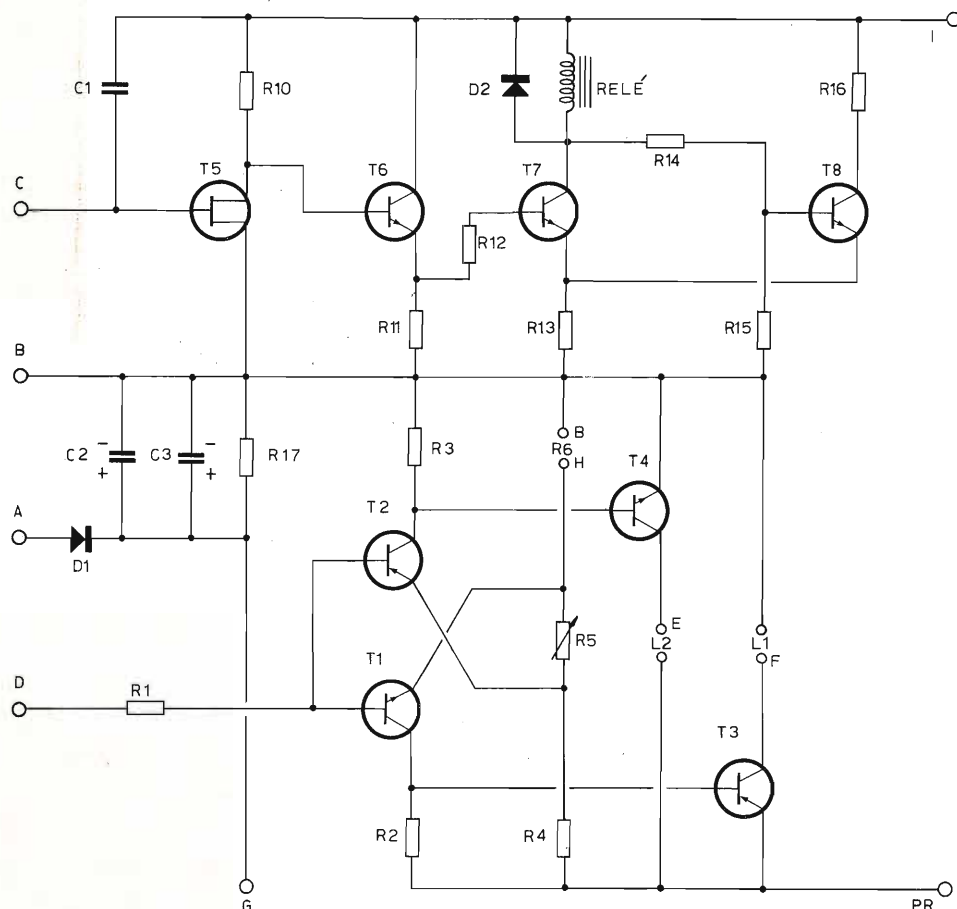 I
C1
R10
D2
RELÉ
R16
T5
T6
T7
R14
T8
C
R12
R11
R13
R15
B
C2
-
+
C3
-
+
R17
R3
B
R6
H
T4
A
D1
T2
R5
E
L2
L1
F
D
R1
T1
T3
R2
R4
G
PR